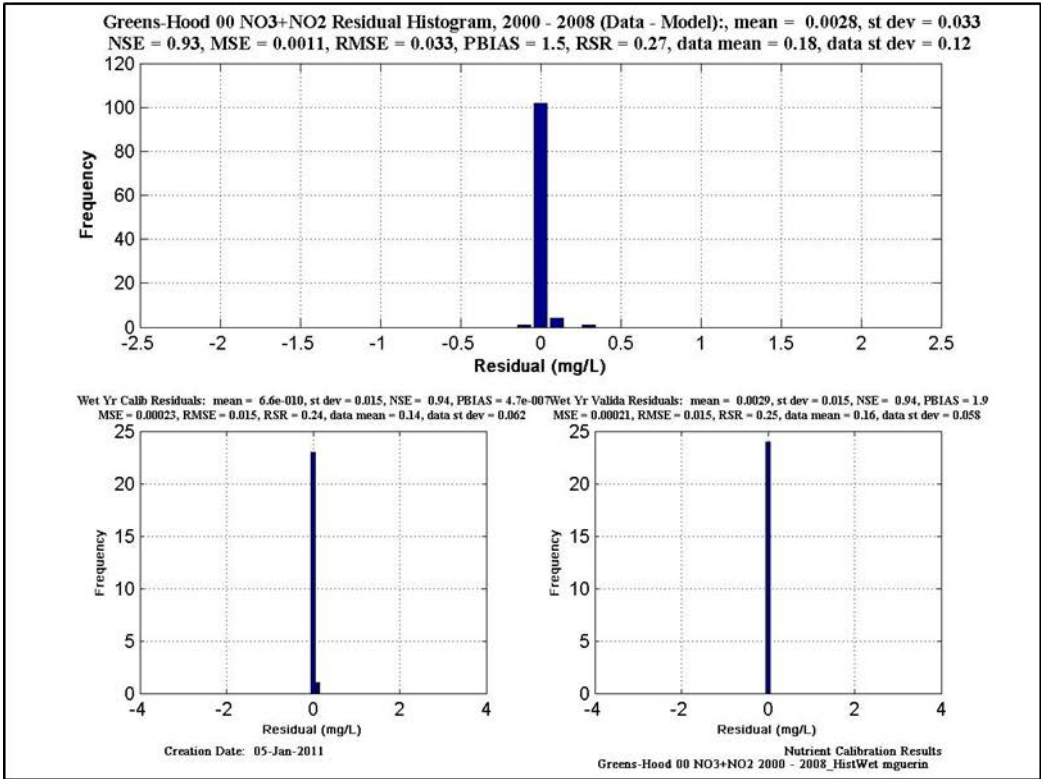 Greens-Hood 00 NO3+NO2 Residual Histogram, 2000 - 2008 (Data - Model):, mean =  0.0028, st dev = 0.033
NSE = 0.93, MSE = 0.0011, RMSE = 0.033, PBIAS = 1.5, RSR = 0.27, data mean = 0.18, data st dev = 0.12
120
100
80
60
40
20
0
Frequency
-2.5 -2 -1.5 -1 -0.5 0 0.5 1 1.5 2 2.5
Residual (mg/L)
Wet Yr Calib Residuals:  mean =  6.6e-010, st dev = 0.015, NSE =  0.94, PBIAS = 4.7e-007
MSE = 0.00023, RMSE = 0.015, RSR = 0.24, data mean = 0.14, data st dev = 0.062
25
20
15
10
5
0
Frequency
-4 -2 0 2 4
Residual (mg/L)
Wet Yr Valida Residuals:  mean =  0.0029, st dev = 0.015, NSE =  0.94, PBIAS = 1.9
MSE = 0.00021, RMSE = 0.015, RSR = 0.25, data mean = 0.16, data st dev = 0.058
25
20
15
10
5
0
Frequency
-4 -2 0 2 4
Residual (mg/L)
Creation Date:  05-Jan-2011
Nutrient Calibration Results
Greens-Hood 00 NO3+NO2 2000 - 2008_HistWet mguerin